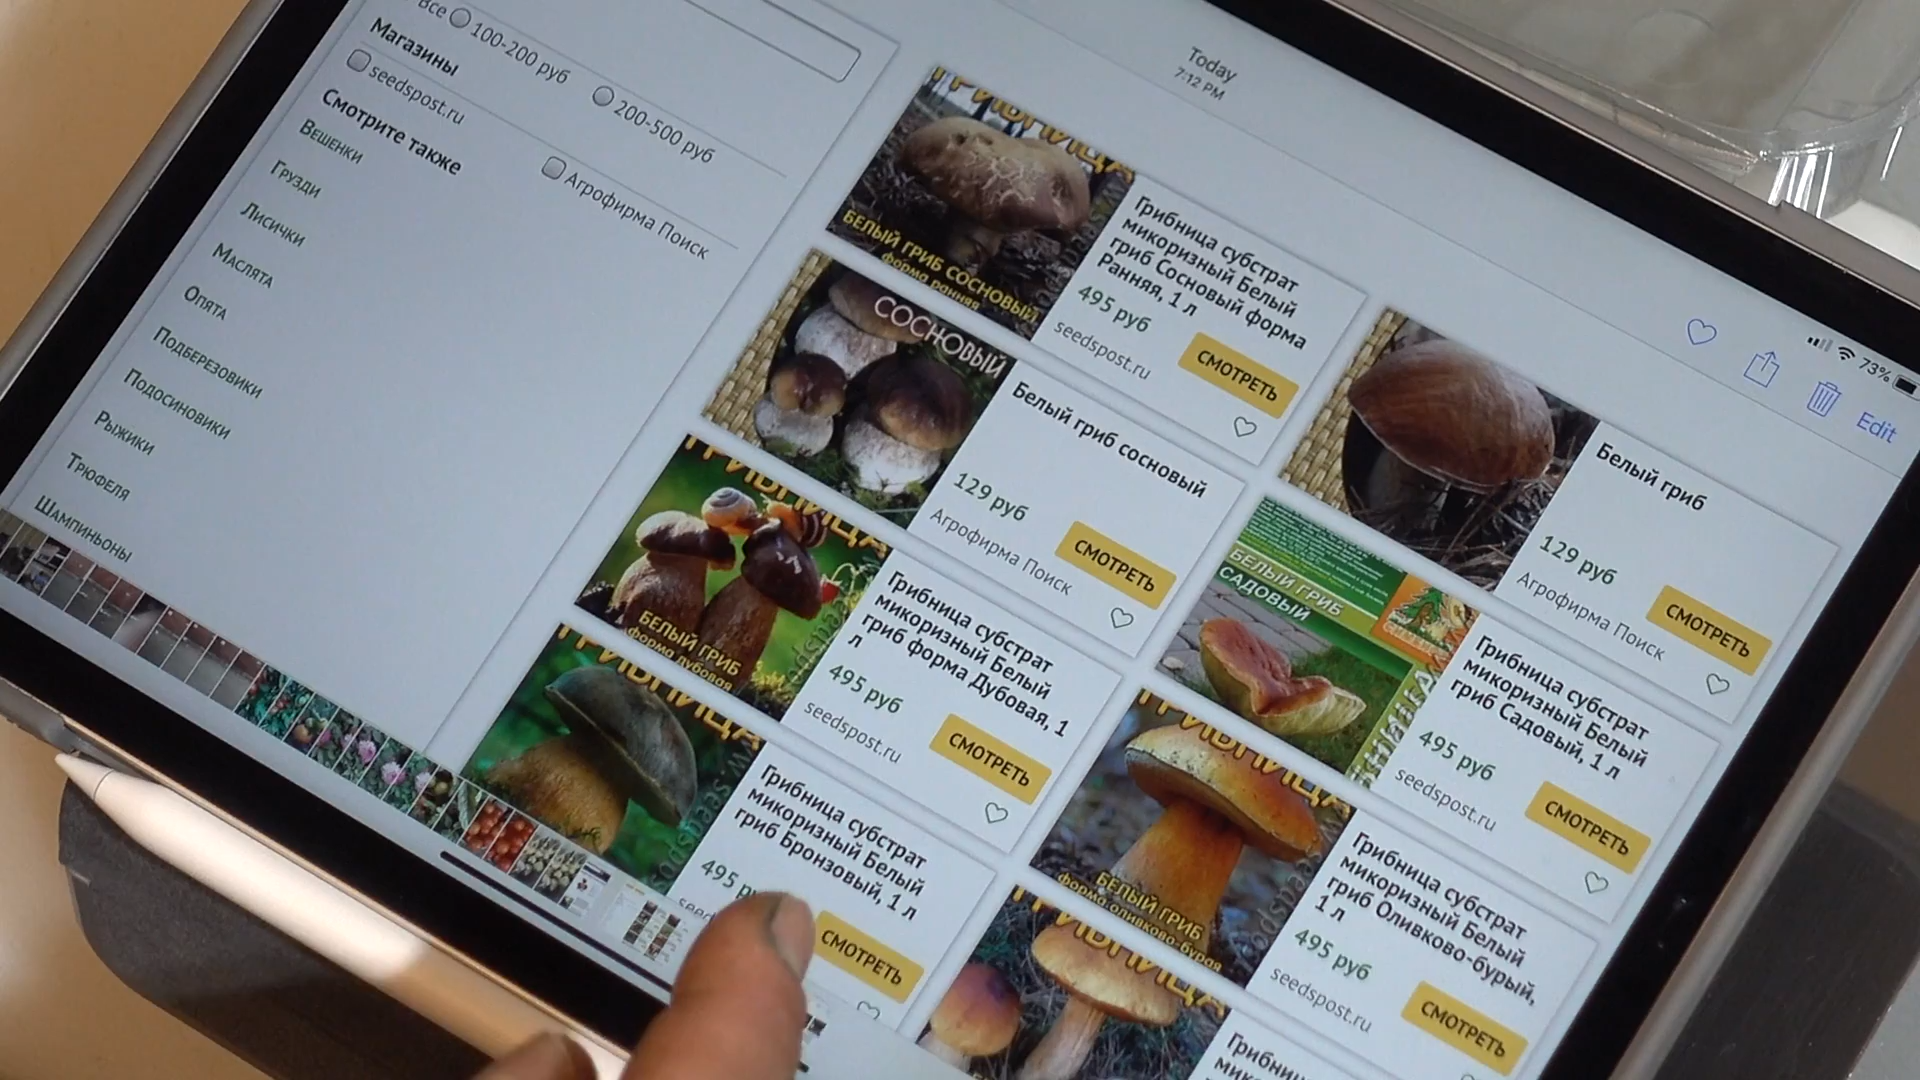 Все
100-200 руб
200-500 руб
Магазины
seedspost.ru
Агрофирма Поиск
Смотрите также
Вешенки
Грузди
Лисички
Маслята
Опята
Подберезовики
Подосиновики
Рыжики
Трюфеля
Шампиньоны
Today
7:12 PM
73%
Edit
ГРИБНИЦА
БЕЛЫЙ ГРИБ СОСНОВЫЙ
форма ранняя
Грибница субстрат
микоризный Белый
гриб Сосновый форма
Ранняя, 1 л
495 руб
seedspost.ru
СМОТРЕТЬ
Белый гриб
129 руб
Агрофирма Поиск
СМОТРЕТЬ
СОСНОВЫЙ
Белый гриб сосновый
129 руб
Агрофирма Поиск
СМОТРЕТЬ
БЕЛЫЙ ГРИБ
САДОВЫЙ
Грибница субстрат
микоризный Белый
гриб Садовый, 1 л
495 руб
seedspost.ru
СМОТРЕТЬ
ГРИБНИЦА
БЕЛЫЙ ГРИБ
форма дубовая
Грибница субстрат
микоризный Белый
гриб форма Дубовая, 1
л
495 руб
seedspost.ru
СМОТРЕТЬ
ГРИБНИЦА
БЕЛЫЙ ГРИБ
форма оливково-бурая
Грибница субстрат
микоризный Белый
гриб Оливково-бурый,
1 л
495 руб
seedspost.ru
СМОТРЕТЬ
ГРИБНИЦА
Грибница субстрат
микоризный Белый
гриб Бронзовый, 1 л
495
СМОТРЕТЬ
ГРИБНИЦА
Грибница